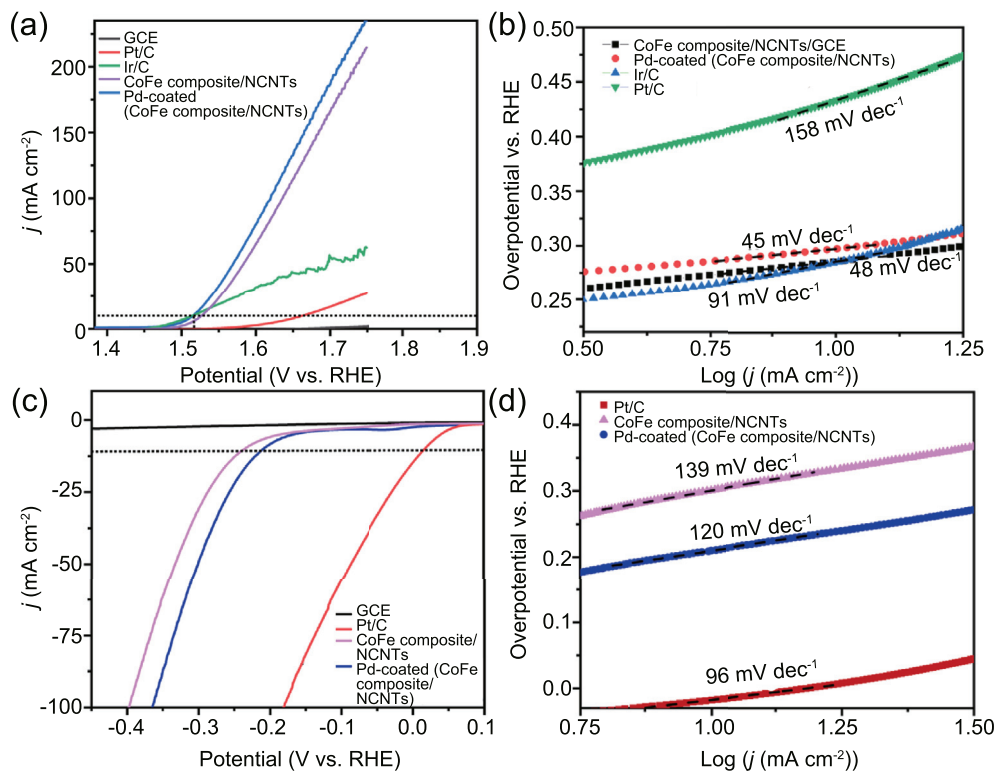 (a)
GCE
Pt/C
Ir/C
CoFe composite/NCNTs
Pd-coated
(CoFe composite/NCNTs)
200
150
100
50
0
j (mA cm⁻²)
1.4 1.5 1.6 1.7 1.8 1.9
Potential (V vs. RHE)
(b)
CoFe composite/NCNTs/GCE
Pd-coated (CoFe composite/NCNTs)
Ir/C
Pt/C
0.45
0.40
0.35
0.30
0.25
Overpotential vs. RHE
158 mV dec⁻¹
45 mV dec⁻¹
48 mV dec⁻¹
91 mV dec⁻¹
0.50 0.75 1.00 1.25
Log (j (mA cm⁻²))
(c)
0
-25
-50
-75
-100
j (mA cm⁻²)
GCE
Pt/C
CoFe composite/
NCNTs
Pd-coated (CoFe
composite/
NCNTs)
-0.4 -0.3 -0.2 -0.1 0.0 0.1
Potential (V vs. RHE)
(d)
Pt/C
CoFe composite/NCNTs
Pd-coated (CoFe composite/NCNTs)
0.4
0.3
0.2
0.1
0.0
Overpotential vs. RHE
139 mV dec⁻¹
120 mV dec⁻¹
96 mV dec⁻¹
0.75 1.00 1.25 1.50
Log (j (mA cm⁻²))